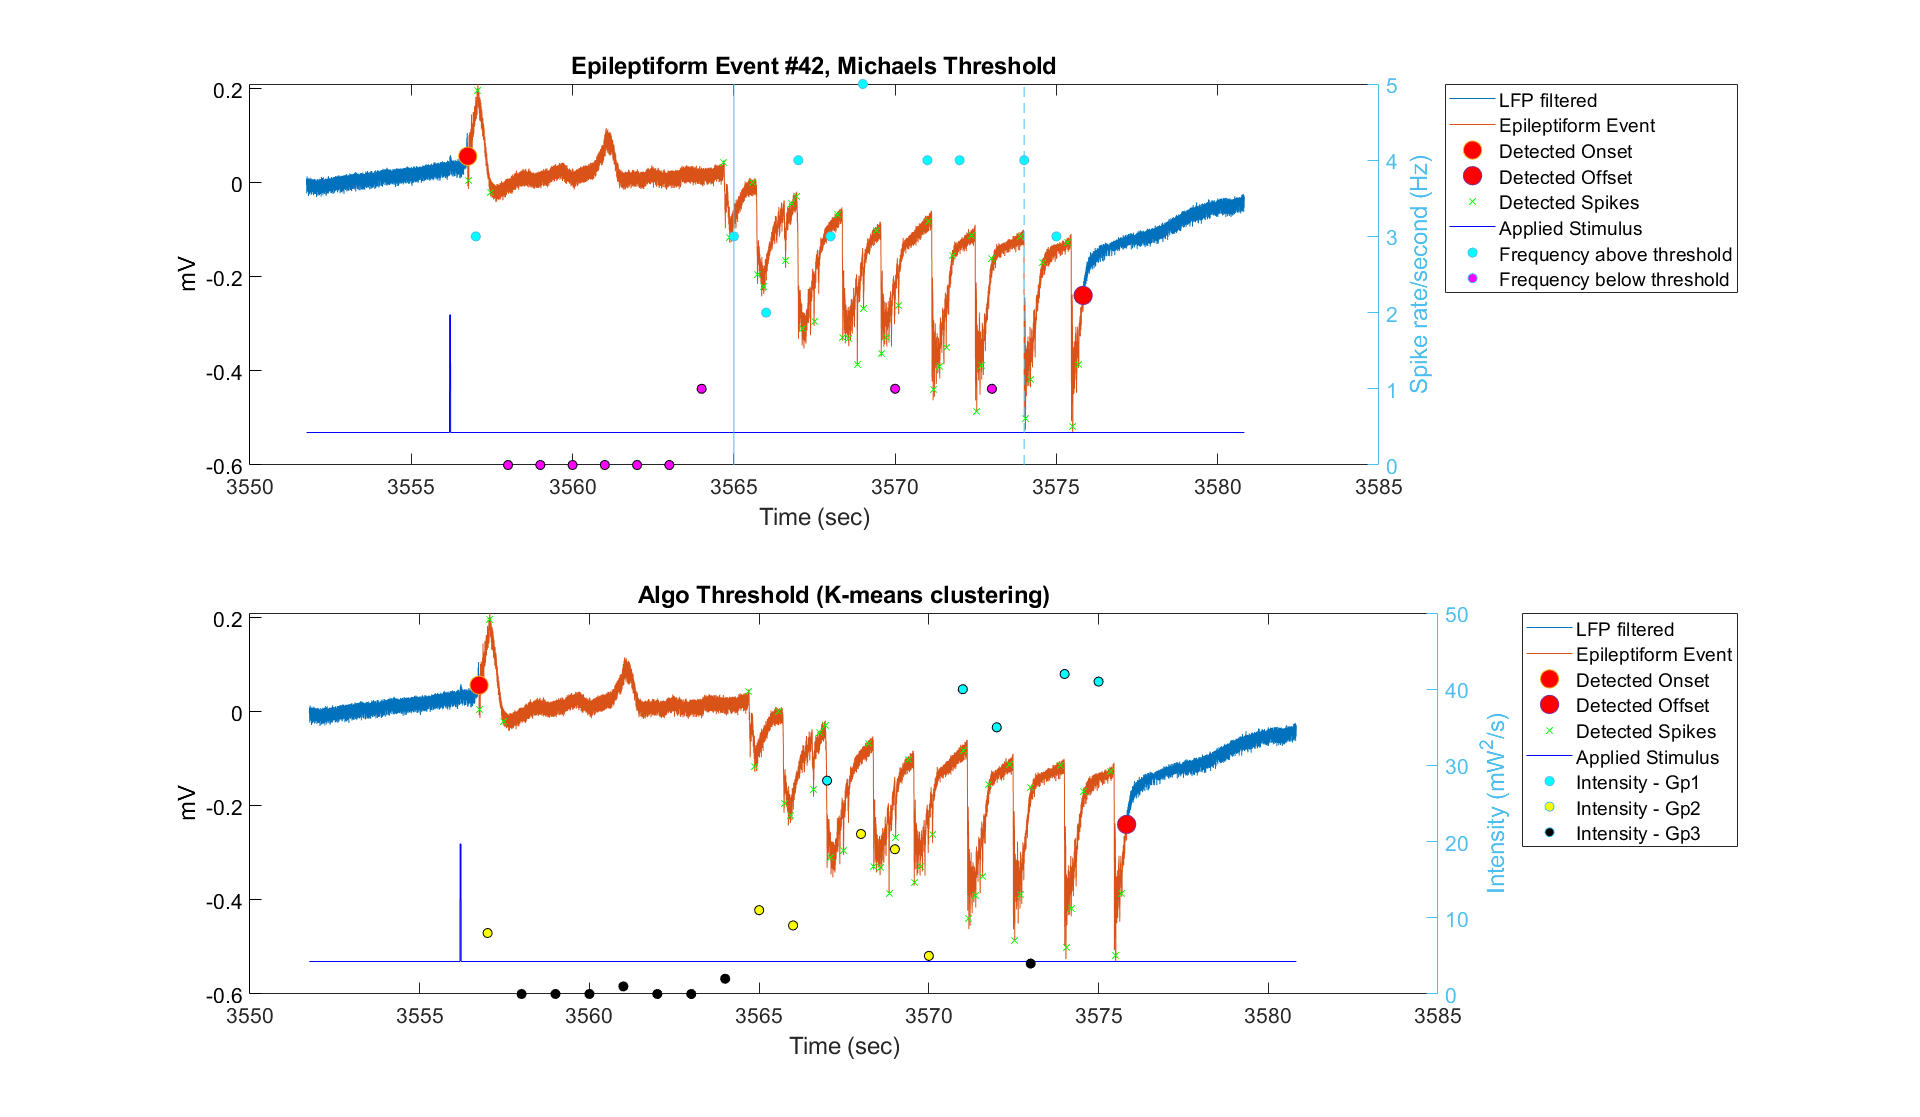 Epileptiform Event #42, Michaels Threshold
0.2
0
-0.2
-0.4
-0.6
mV
5
4
3
2
1
0
Spike rate/second (Hz)
3550
3555
3560
3565
3570
3575
3580
3585
Time (sec)
LFP filtered
Epileptiform Event
Detected Onset
Detected Offset
Detected Spikes
Applied Stimulus
Frequency above threshold
Frequency below threshold
Algo Threshold (K-means clustering)
0.2
0
-0.2
-0.4
-0.6
mV
50
40
30
20
10
0
Intensity (mW²/s)
3550
3555
3560
3565
3570
3575
3580
3585
Time (sec)
LFP filtered
Epileptiform Event
Detected Onset
Detected Offset
Detected Spikes
Applied Stimulus
Intensity - Gp1
Intensity - Gp2
Intensity - Gp3